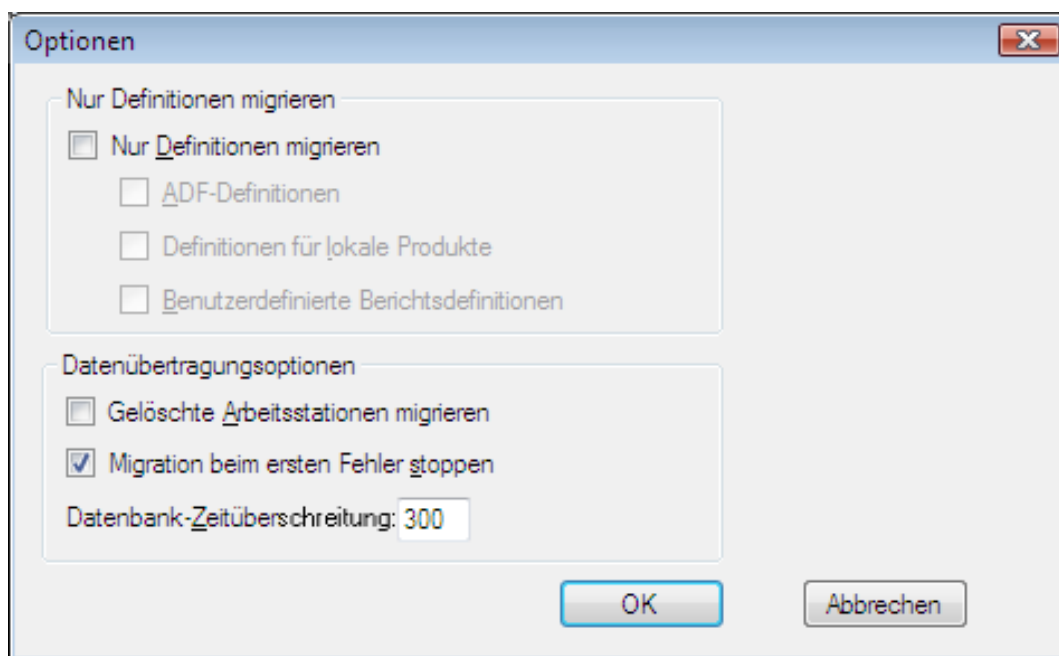 Optionen
Nur Definitionen migrieren
Nur Definitionen migrieren
ADF-Definitionen
Definitionen für lokale Produkte
Benutzerdefinierte Berichtsdefinitionen
Datenübertragungsoptionen
Gelöschte Arbeitsstationen migrieren
Migration beim ersten Fehler stoppen
Datenbank-Zeitüberschreitung: 300
OK Abbrechen